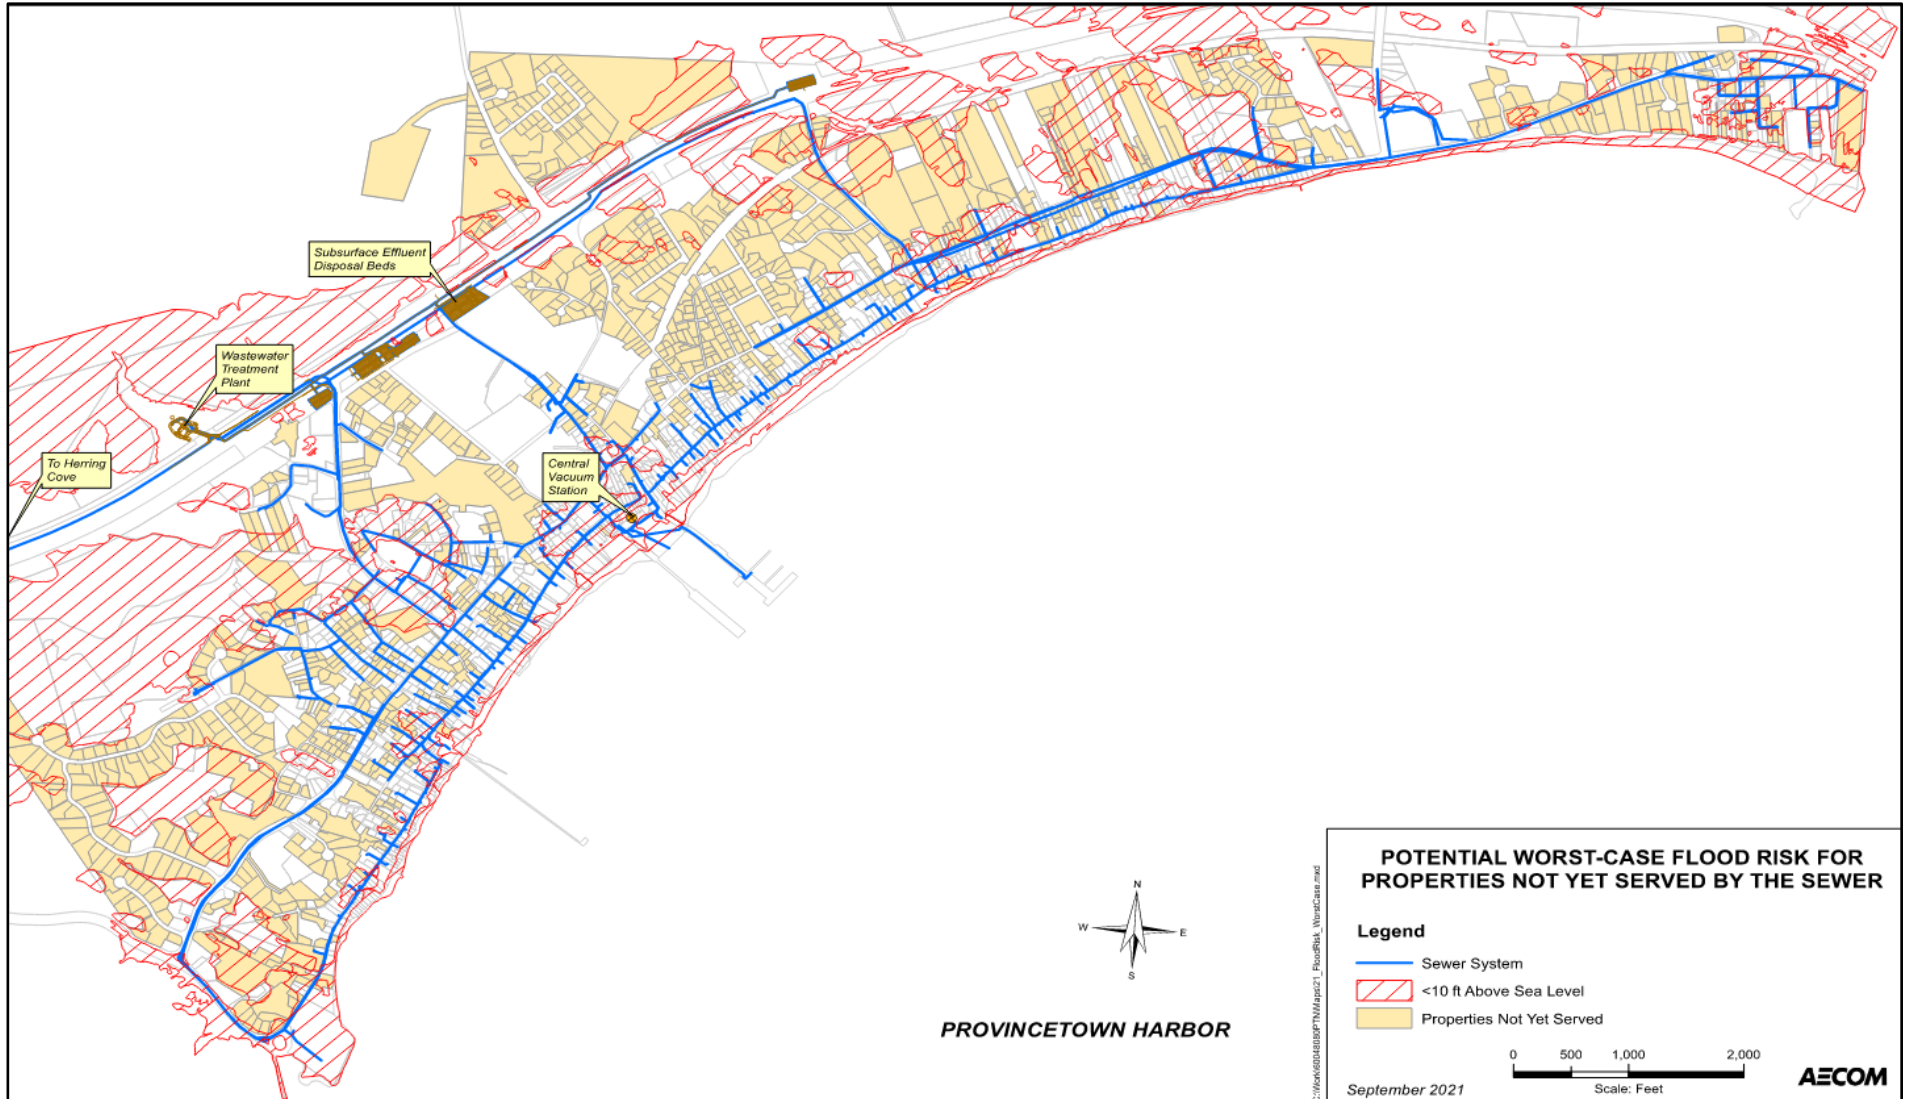 Subsurface Effluent
Disposal Beds
Wastewater
Treatment
Plant
To Herring
Cove
Central
Vacuum
Station
N
W
E
S
PROVINCETOWN HARBOR
POTENTIAL WORST-CASE FLOOD RISK FOR
PROPERTIES NOT YET SERVED BY THE SEWER
Legend
Sewer System
<10 ft Above Sea Level
Properties Not Yet Served
0 500 1,000 2,000
Scale: Feet
September 2021
AECOM